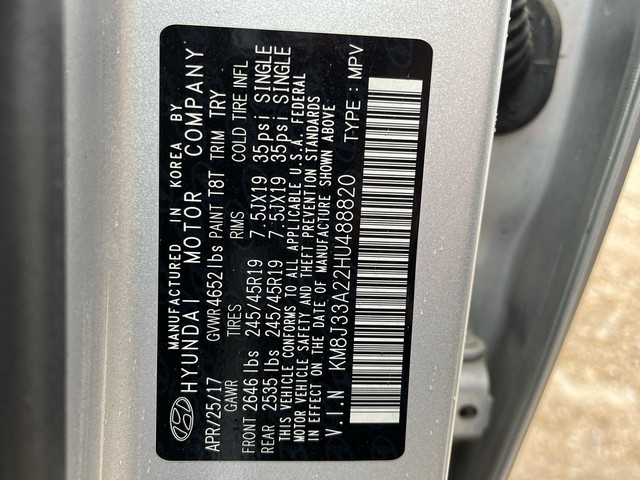 MANUFACTURED IN KOREA BY
HYUNDAI MOTOR COMPANY
APR/25/17 GVWR 4652 lbs PAINT T8T TRIM TRY
GAWR TIRES RIMS COLD TIRE INFL
FRONT 2646 lbs 245/45R19 7.5JX19 35psi SINGLE
REAR 2535 lbs 245/45R19 7.5JX19 35psi SINGLE
THIS VEHICLE CONFORMS TO ALL APPLICABLE U.S.A. FEDERAL
MOTOR VEHICLE SAFETY AND THEFT PREVENTION STANDARDS
IN EFFECT ON THE DATE OF MANUFACTURE SHOWN ABOVE
V.I.N KM8J33A22HU488820 TYPE : MPV